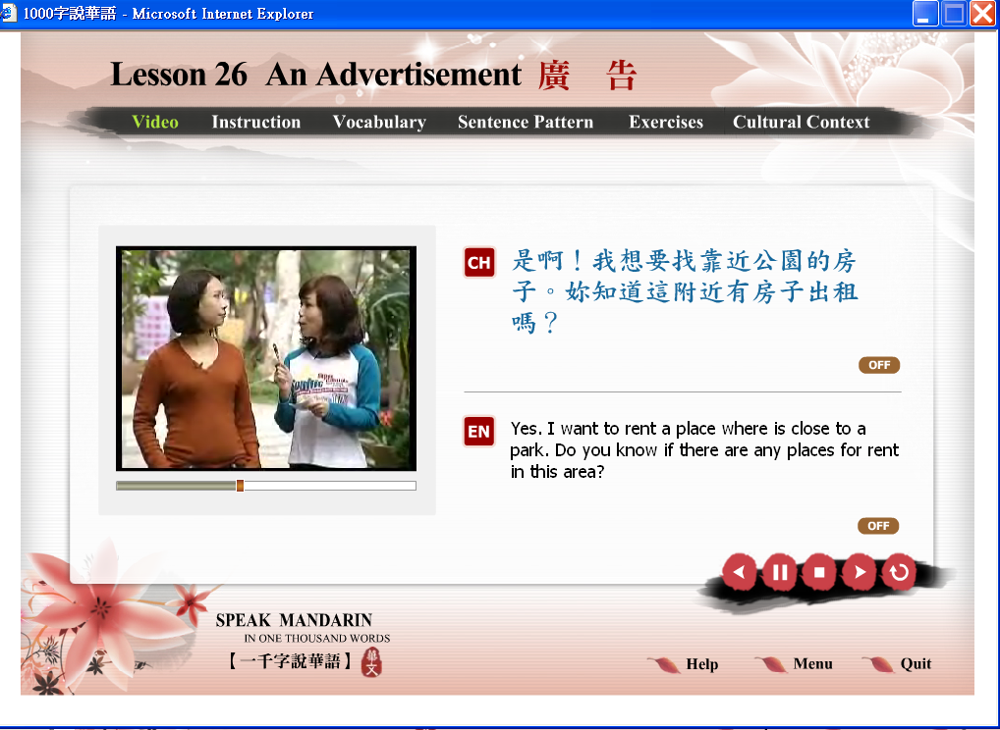 1000字說華語 - Microsoft Internet Explorer
Lesson 26 An Advertisement 廣 告
Video Instruction Vocabulary Sentence Pattern Exercises Cultural Context
CH
是啊！我想要找靠近公園的房
子。妳知道這附近有房子出租
嗎？
OFF
EN
Yes. I want to rent a place where is close to a
park. Do you know if there are any places for rent
in this area?
OFF
SPEAK MANDARIN
IN ONE THOUSAND WORDS
【一千字說華語】
華文
Help Menu Quit